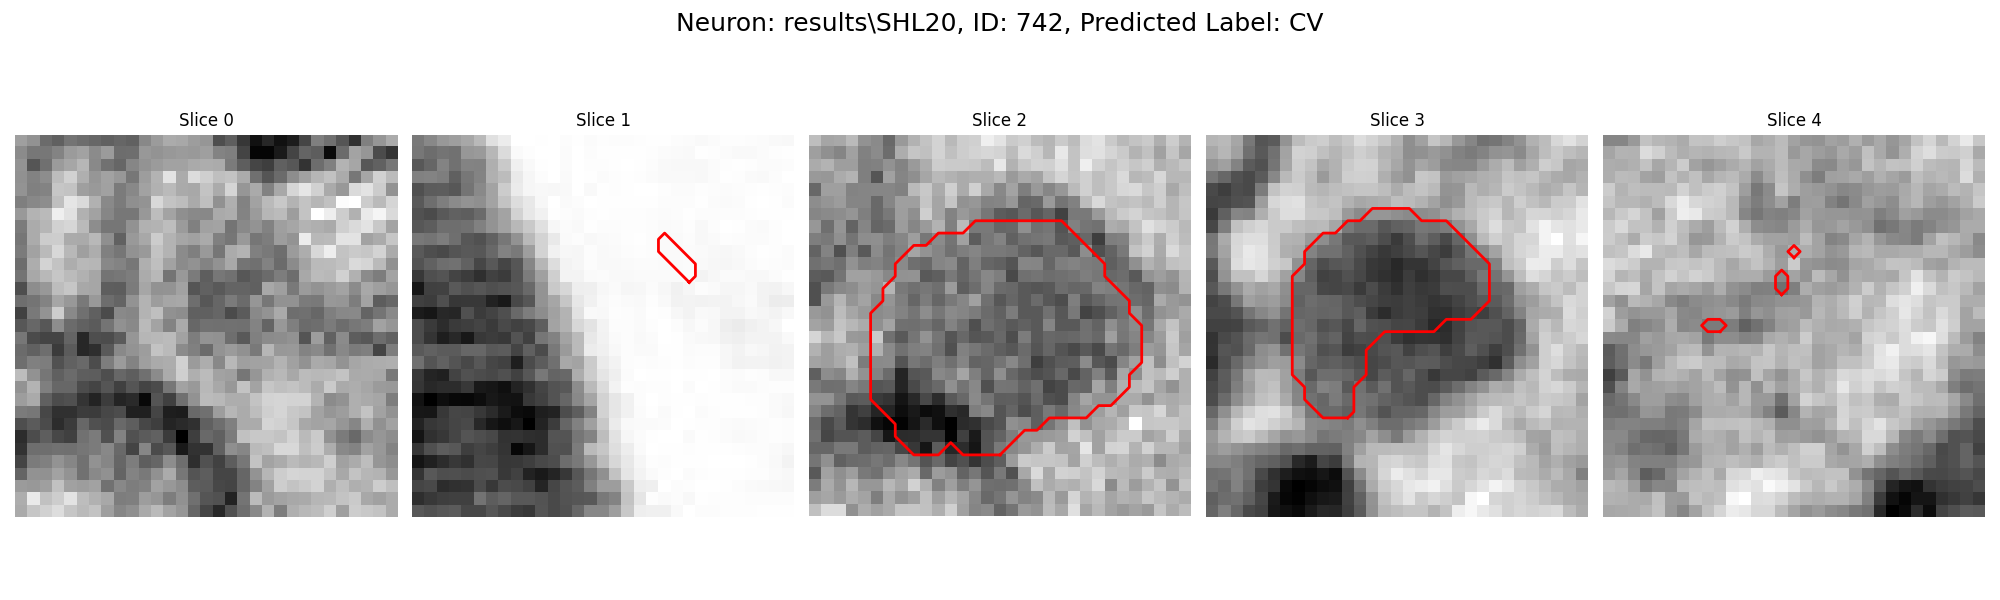 Neuron: results\SHL20, ID: 742, Predicted Label: CV
Slice 0
Slice 1
Slice 2
Slice 3
Slice 4